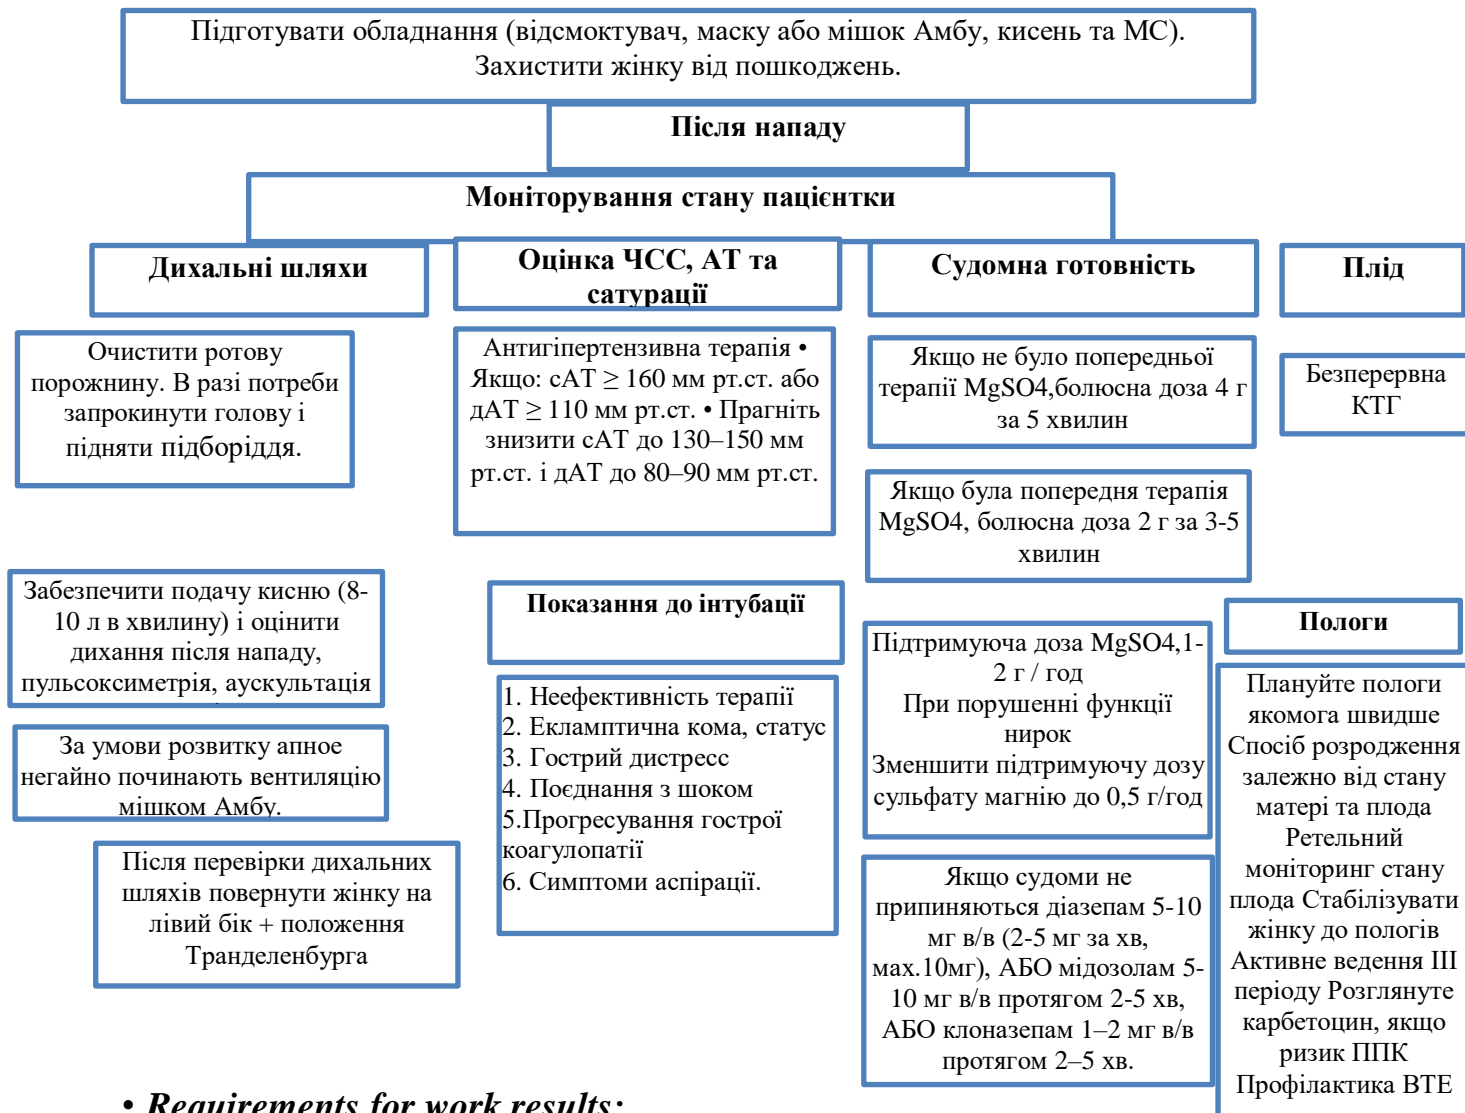 Підготувати обладнання (відсмоктувач, маску або мішок Амбу, кисень та МС).
Захистити жінку від пошкоджень.
Після нападу
Моніторування стану пацієнтки
Дихальні шляхи
Очистити ротову
порожнину. В разі потреби
запрокинути голову і
підняти підборіддя.
Забезпечити подачу кисню (8-
10 л в хвилину) і оцінити
дихання після нападу,
пульсоксиметрія, аускультація
За умови розвитку апное
негайно починають вентиляцію
мішком Амбу.
Після перевірки дихальних
шляхів повернути жінку на
лівий бік + положення
Транделенбурга
Оцінка ЧСС, АТ та
сатурації
Антигіпертензивна терапія •
Якщо: сАТ ≥ 160 мм рт.ст. або
дАТ ≥ 110 мм рт.ст. • Прагніть
знизити сАТ до 130–150 мм
рт.ст. і дАТ до 80–90 мм рт.ст.
Показання до інтубації
1. Неефективність терапії
2. Екламптична кома, статус
3. Гострий дистресс
4. Поєднання з шоком
5.Прогресування гострої
коагулопатії
6. Симптоми аспірації.
Судомна готовність
Якщо не було попередньої
терапії MgSO4,болюсна доза 4 г
за 5 хвилин
Якщо була попередня терапія
MgSO4, болюсна доза 2 г за 3-5
хвилин
Підтримуюча доза MgSO4,1-
2 г / год
При порушенні функції
нирок
Зменшити підтримуючу дозу
сульфату магнію до 0,5 г/год
Якщо судоми не
припиняються діазепам 5-10
мг в/в (2-5 мг за хв,
мах.10мг), АБО мідозолам 5-
10 мг в/в протягом 2-5 хв,
АБО клоназепам 1–2 мг в/в
протягом 2–5 хв.
Плід
Безперервна
КТГ
Пологи
Плануйте пологи
якомога швидше
Спосіб розродження
залежно від стану
матері та плода
Ретельний
моніторинг стану
плода Стабілізувати
жінку до пологів
Активне ведення III
періоду Розгляньте
карбетоцин, якщо
ризик ППК
Профілактика ВТЕ
• Requirements for work results: